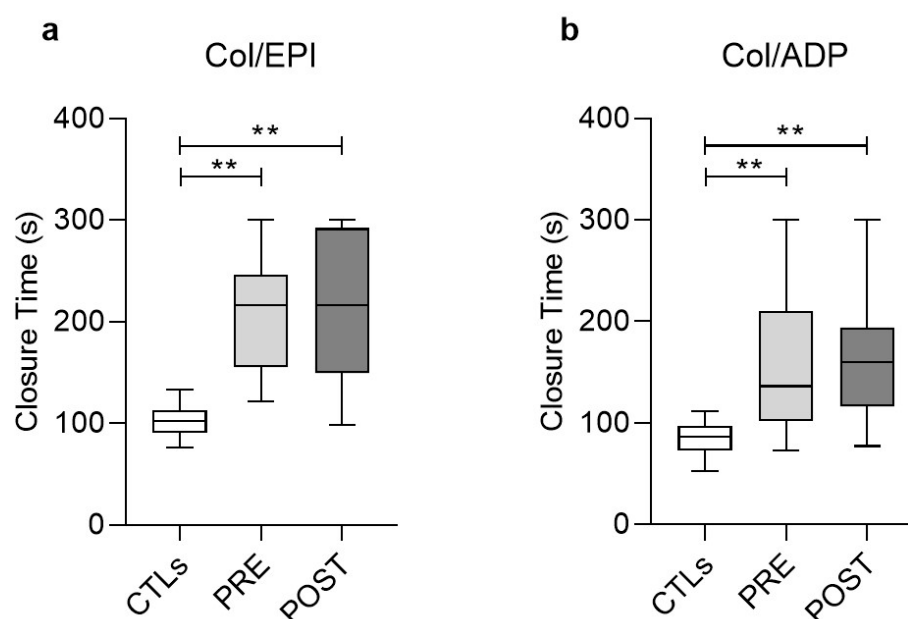 a
Col/EPI
Closure Time (s)
400
300
200
100
0
**
**
CTLs
PRE
POST
b
Col/ADP
Closure Time (s)
400
300
200
100
0
**
**
CTLs
PRE
POST